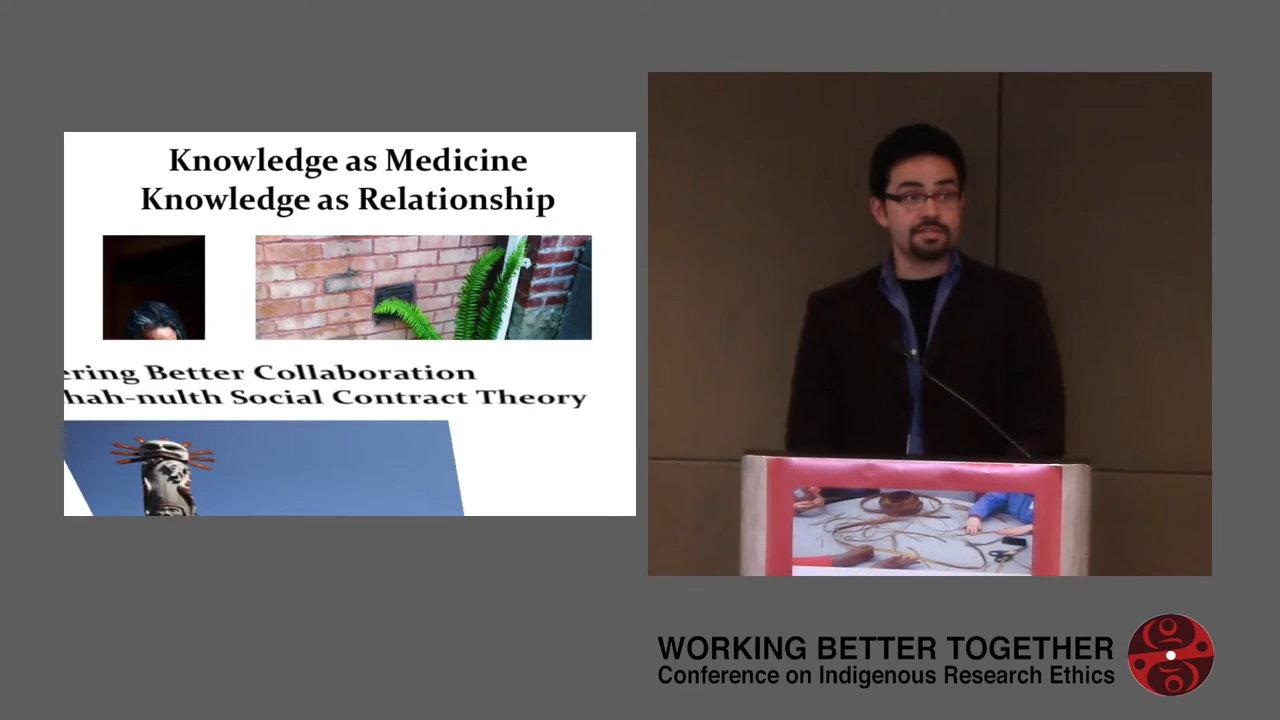 Knowledge as Medicine
Knowledge as Relationship
ering Better Collaboration
hah-nulth Social Contract Theory
WORKING BETTER TOGETHER
Conference on Indigenous Research Ethics